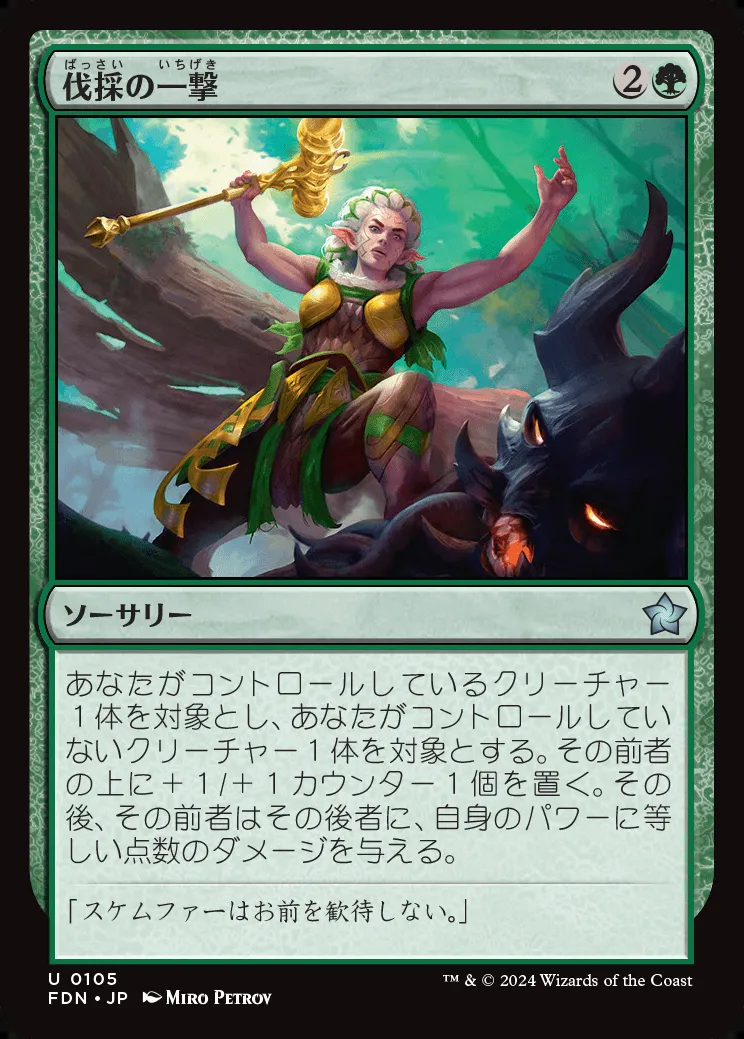 ばっさい いちげき
伐採の一撃
2
ソーサリー
あなたがコントロールしているクリーチャー
1体を対象とし、あなたがコントロールしてい
ないクリーチャー1体を対象とする。その前者
の上に+1/+1カウンター1個を置く。その
後、その前者はその後者に、自身のパワーに等
しい点数のダメージを与える。
「スケムファーはお前を歓待しない。」
U 0105
FDN • JP Miro Petrov
™ & © 2024 Wizards of the Coast